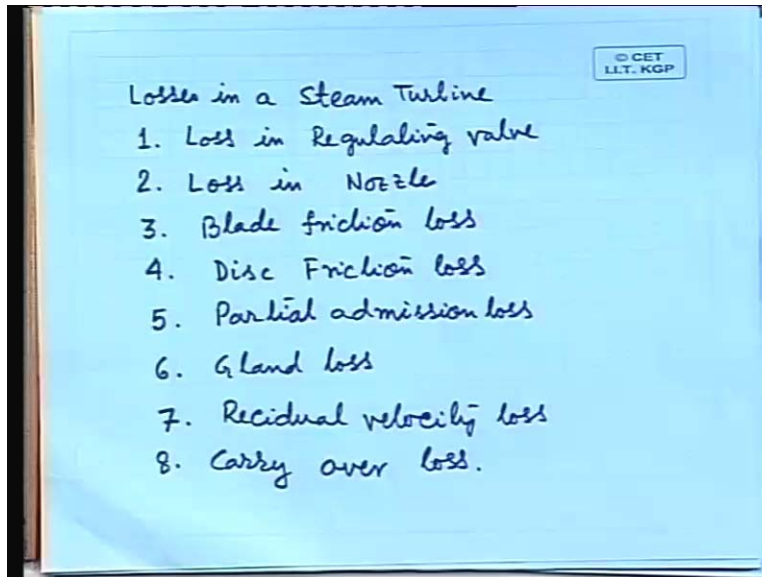 © CET
I.I.T. KGP
Losses in a Steam Turbine
1. Loss in Regulating valve
2. Loss in Nozzle
3. Blade friction loss
4. Disc Friction loss
5. Partial admission loss
6. Gland loss
7. Recidual velocity loss
8. Carry over loss.